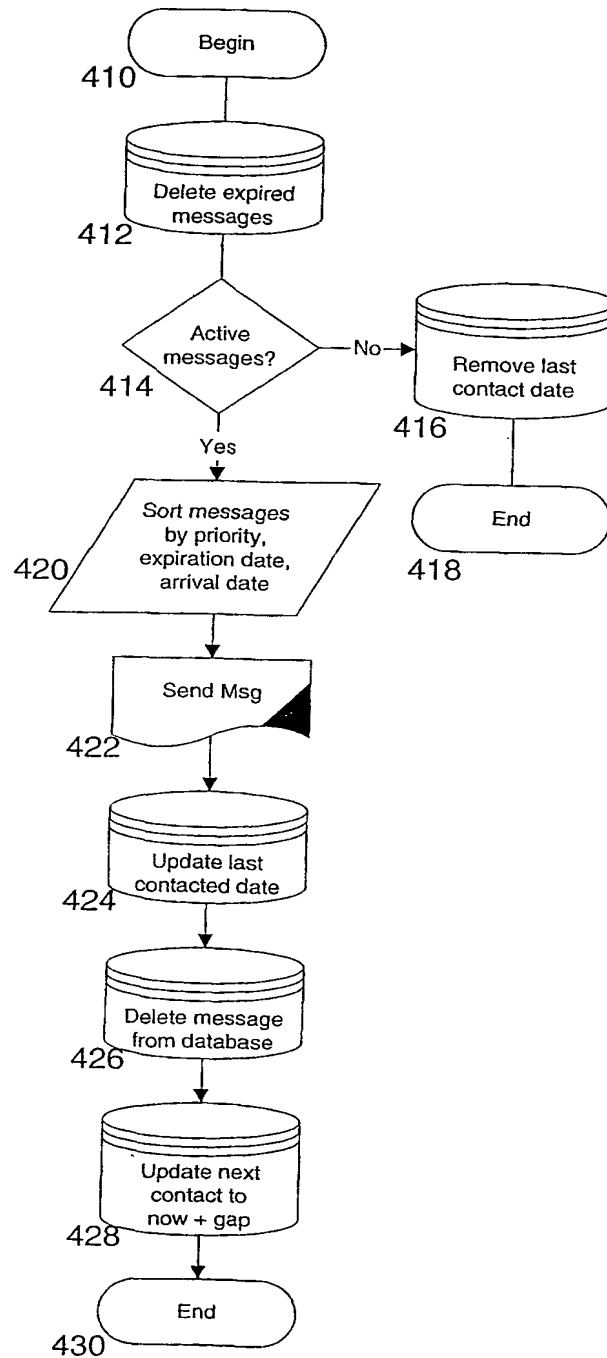 Begin
410
Delete expired
messages
412
Active
messages?
414
No
Remove last
contact date
416
End
418
Yes
Sort messages
by priority,
expiration date,
arrival date
420
Send Msg
422
Update last
contacted date
424
Delete message
from database
426
Update next
contact to
now + gap
428
End
430